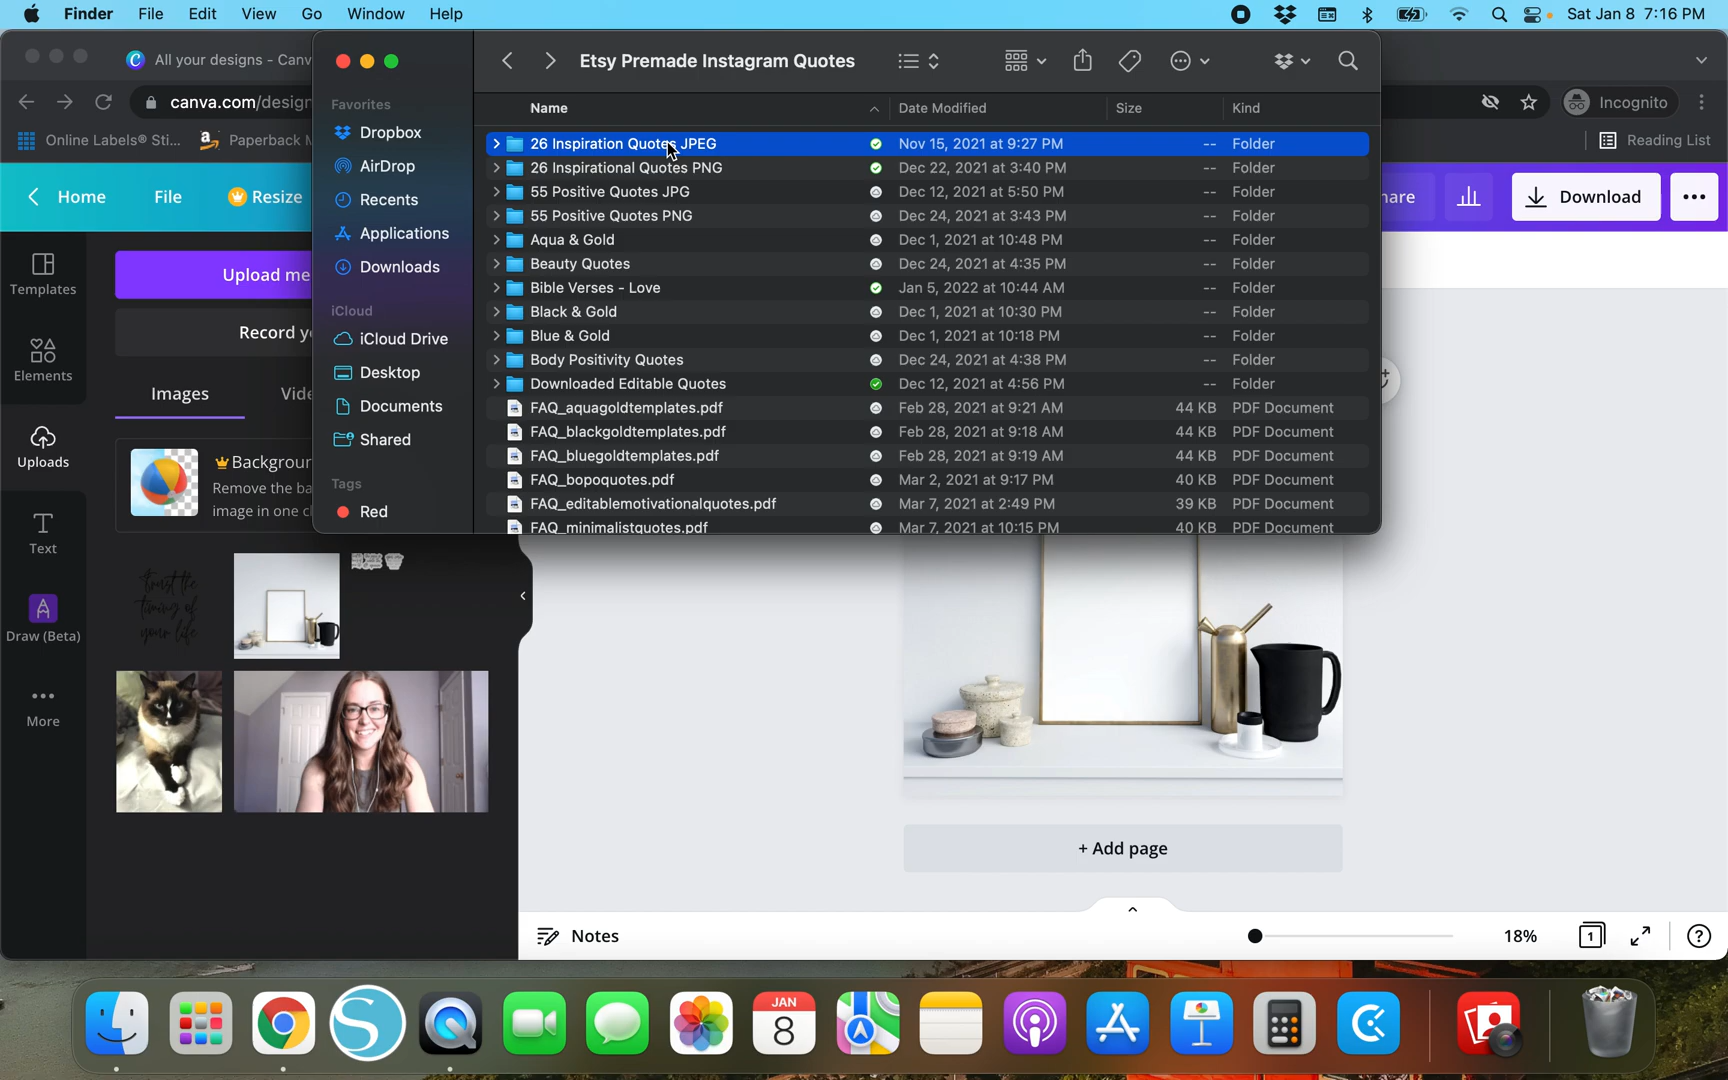 Finder File Edit View Go Window Help Sat Jan 8 7:16 PM
All your designs - Canv
canva.com/design
Incognito
Online Labels® Sti...
Paperback M
Reading List
Home File Resize
hare
Download
Templates
Elements
Uploads
Text
Draw (Beta)
More
Upload me
Record yo
Images Vide
Backgroun
Remove the ba
image in one cl
trust the
timing of
your life
Favorites
Dropbox
AirDrop
Recents
Applications
Downloads
iCloud
iCloud Drive
Desktop
Documents
Shared
Tags
Red
Etsy Premade Instagram Quotes
Name Date Modified Size Kind
26 Inspiration Quotes JPEG Nov 15, 2021 at 9:27 PM -- Folder
26 Inspirational Quotes PNG Dec 22, 2021 at 3:40 PM -- Folder
55 Positive Quotes JPG Dec 12, 2021 at 5:50 PM -- Folder
55 Positive Quotes PNG Dec 24, 2021 at 3:43 PM -- Folder
Aqua & Gold Dec 1, 2021 at 10:48 PM -- Folder
Beauty Quotes Dec 24, 2021 at 4:35 PM -- Folder
Bible Verses - Love Jan 5, 2022 at 10:44 AM -- Folder
Black & Gold Dec 1, 2021 at 10:30 PM -- Folder
Blue & Gold Dec 1, 2021 at 10:18 PM -- Folder
Body Positivity Quotes Dec 24, 2021 at 4:38 PM -- Folder
Downloaded Editable Quotes Dec 12, 2021 at 4:56 PM -- Folder
FAQ_aquagoldtemplates.pdf Feb 28, 2021 at 9:21 AM 44 KB PDF Document
FAQ_blackgoldtemplates.pdf Feb 28, 2021 at 9:18 AM 44 KB PDF Document
FAQ_bluegoldtemplates.pdf Feb 28, 2021 at 9:19 AM 44 KB PDF Document
FAQ_bopoquotes.pdf Mar 2, 2021 at 9:17 PM 40 KB PDF Document
FAQ_editablemotivationalquotes.pdf Mar 7, 2021 at 2:49 PM 39 KB PDF Document
FAQ_minimalistquotes.pdf Mar 7, 2021 at 10:15 PM 40 KB PDF Document
+ Add page
Notes
18%
1
?
JAN
8